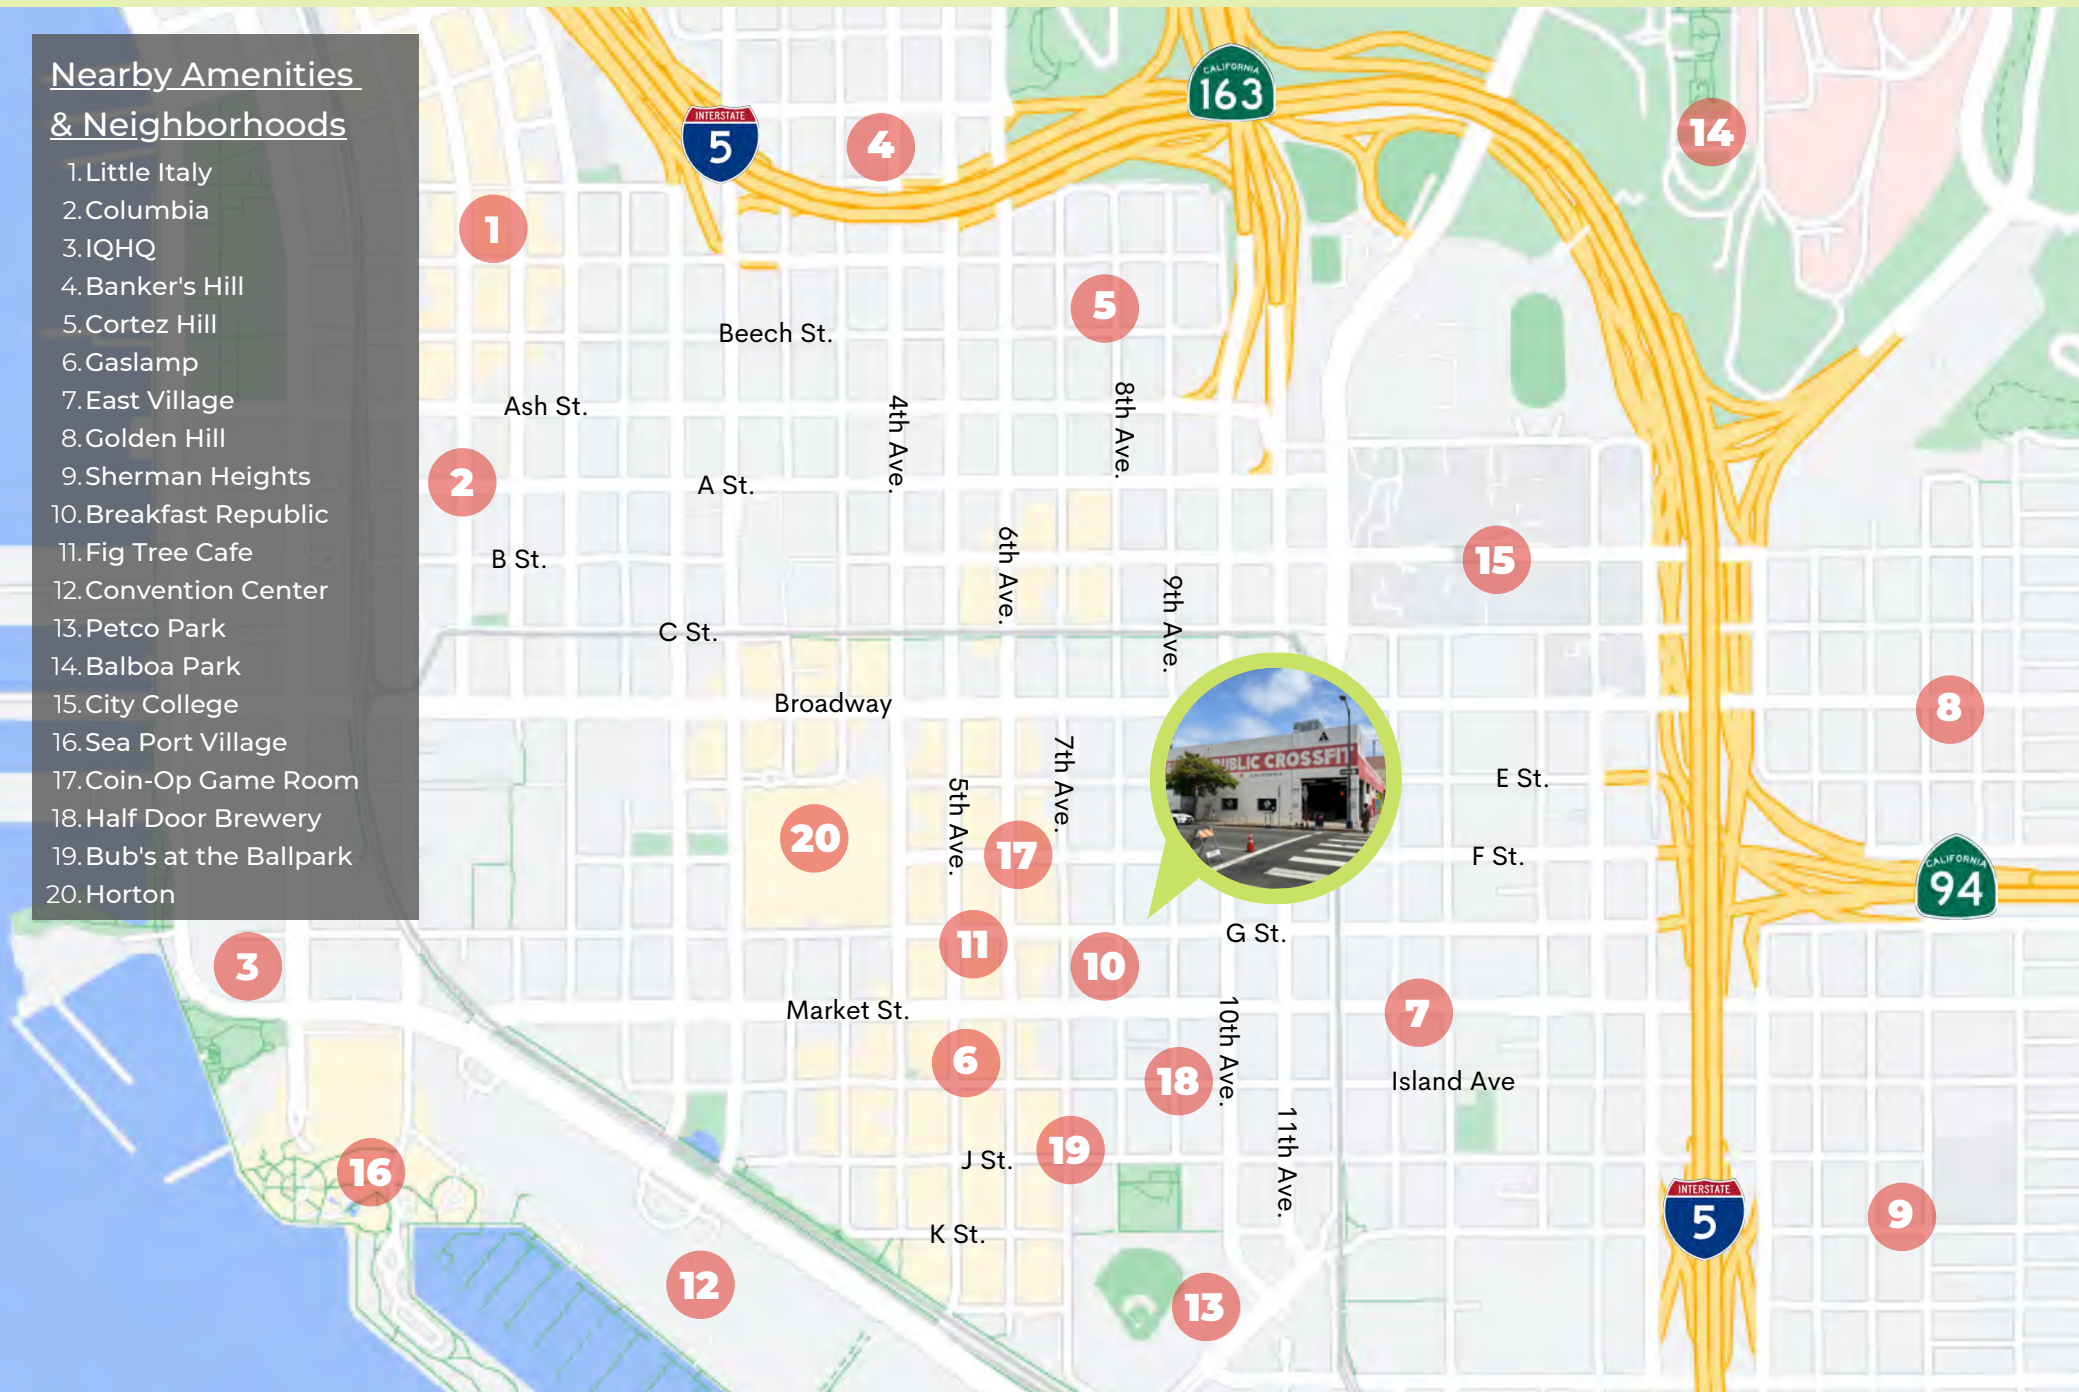 Nearby Amenities
& Neighborhoods
1. Little Italy
2. Columbia
3. IQHQ
4. Banker's Hill
5. Cortez Hill
6. Gaslamp
7. East Village
8. Golden Hill
9. Sherman Heights
10. Breakfast Republic
11. Fig Tree Cafe
12. Convention Center
13. Petco Park
14. Balboa Park
15. City College
16. Sea Port Village
17. Coin-Op Game Room
18. Half Door Brewery
19. Bub's at the Ballpark
20. Horton
CALIFORNIA
163
INTERSTATE
5
4
14
1
5
Beech St.
Ash St.
4th Ave.
8th Ave.
2
A St.
B St.
6th Ave.
15
9th Ave.
C St.
Broadway
8
UBLIC CROSSFIT
CALIFORNIA
7th Ave.
5th Ave.
E St.
20
17
F St.
CALIFORNIA
94
11
G St.
3
10
Market St.
10th Ave.
7
6
18
Island Ave
16
J St.
19
11th Ave.
K St.
INTERSTATE
5
9
12
13